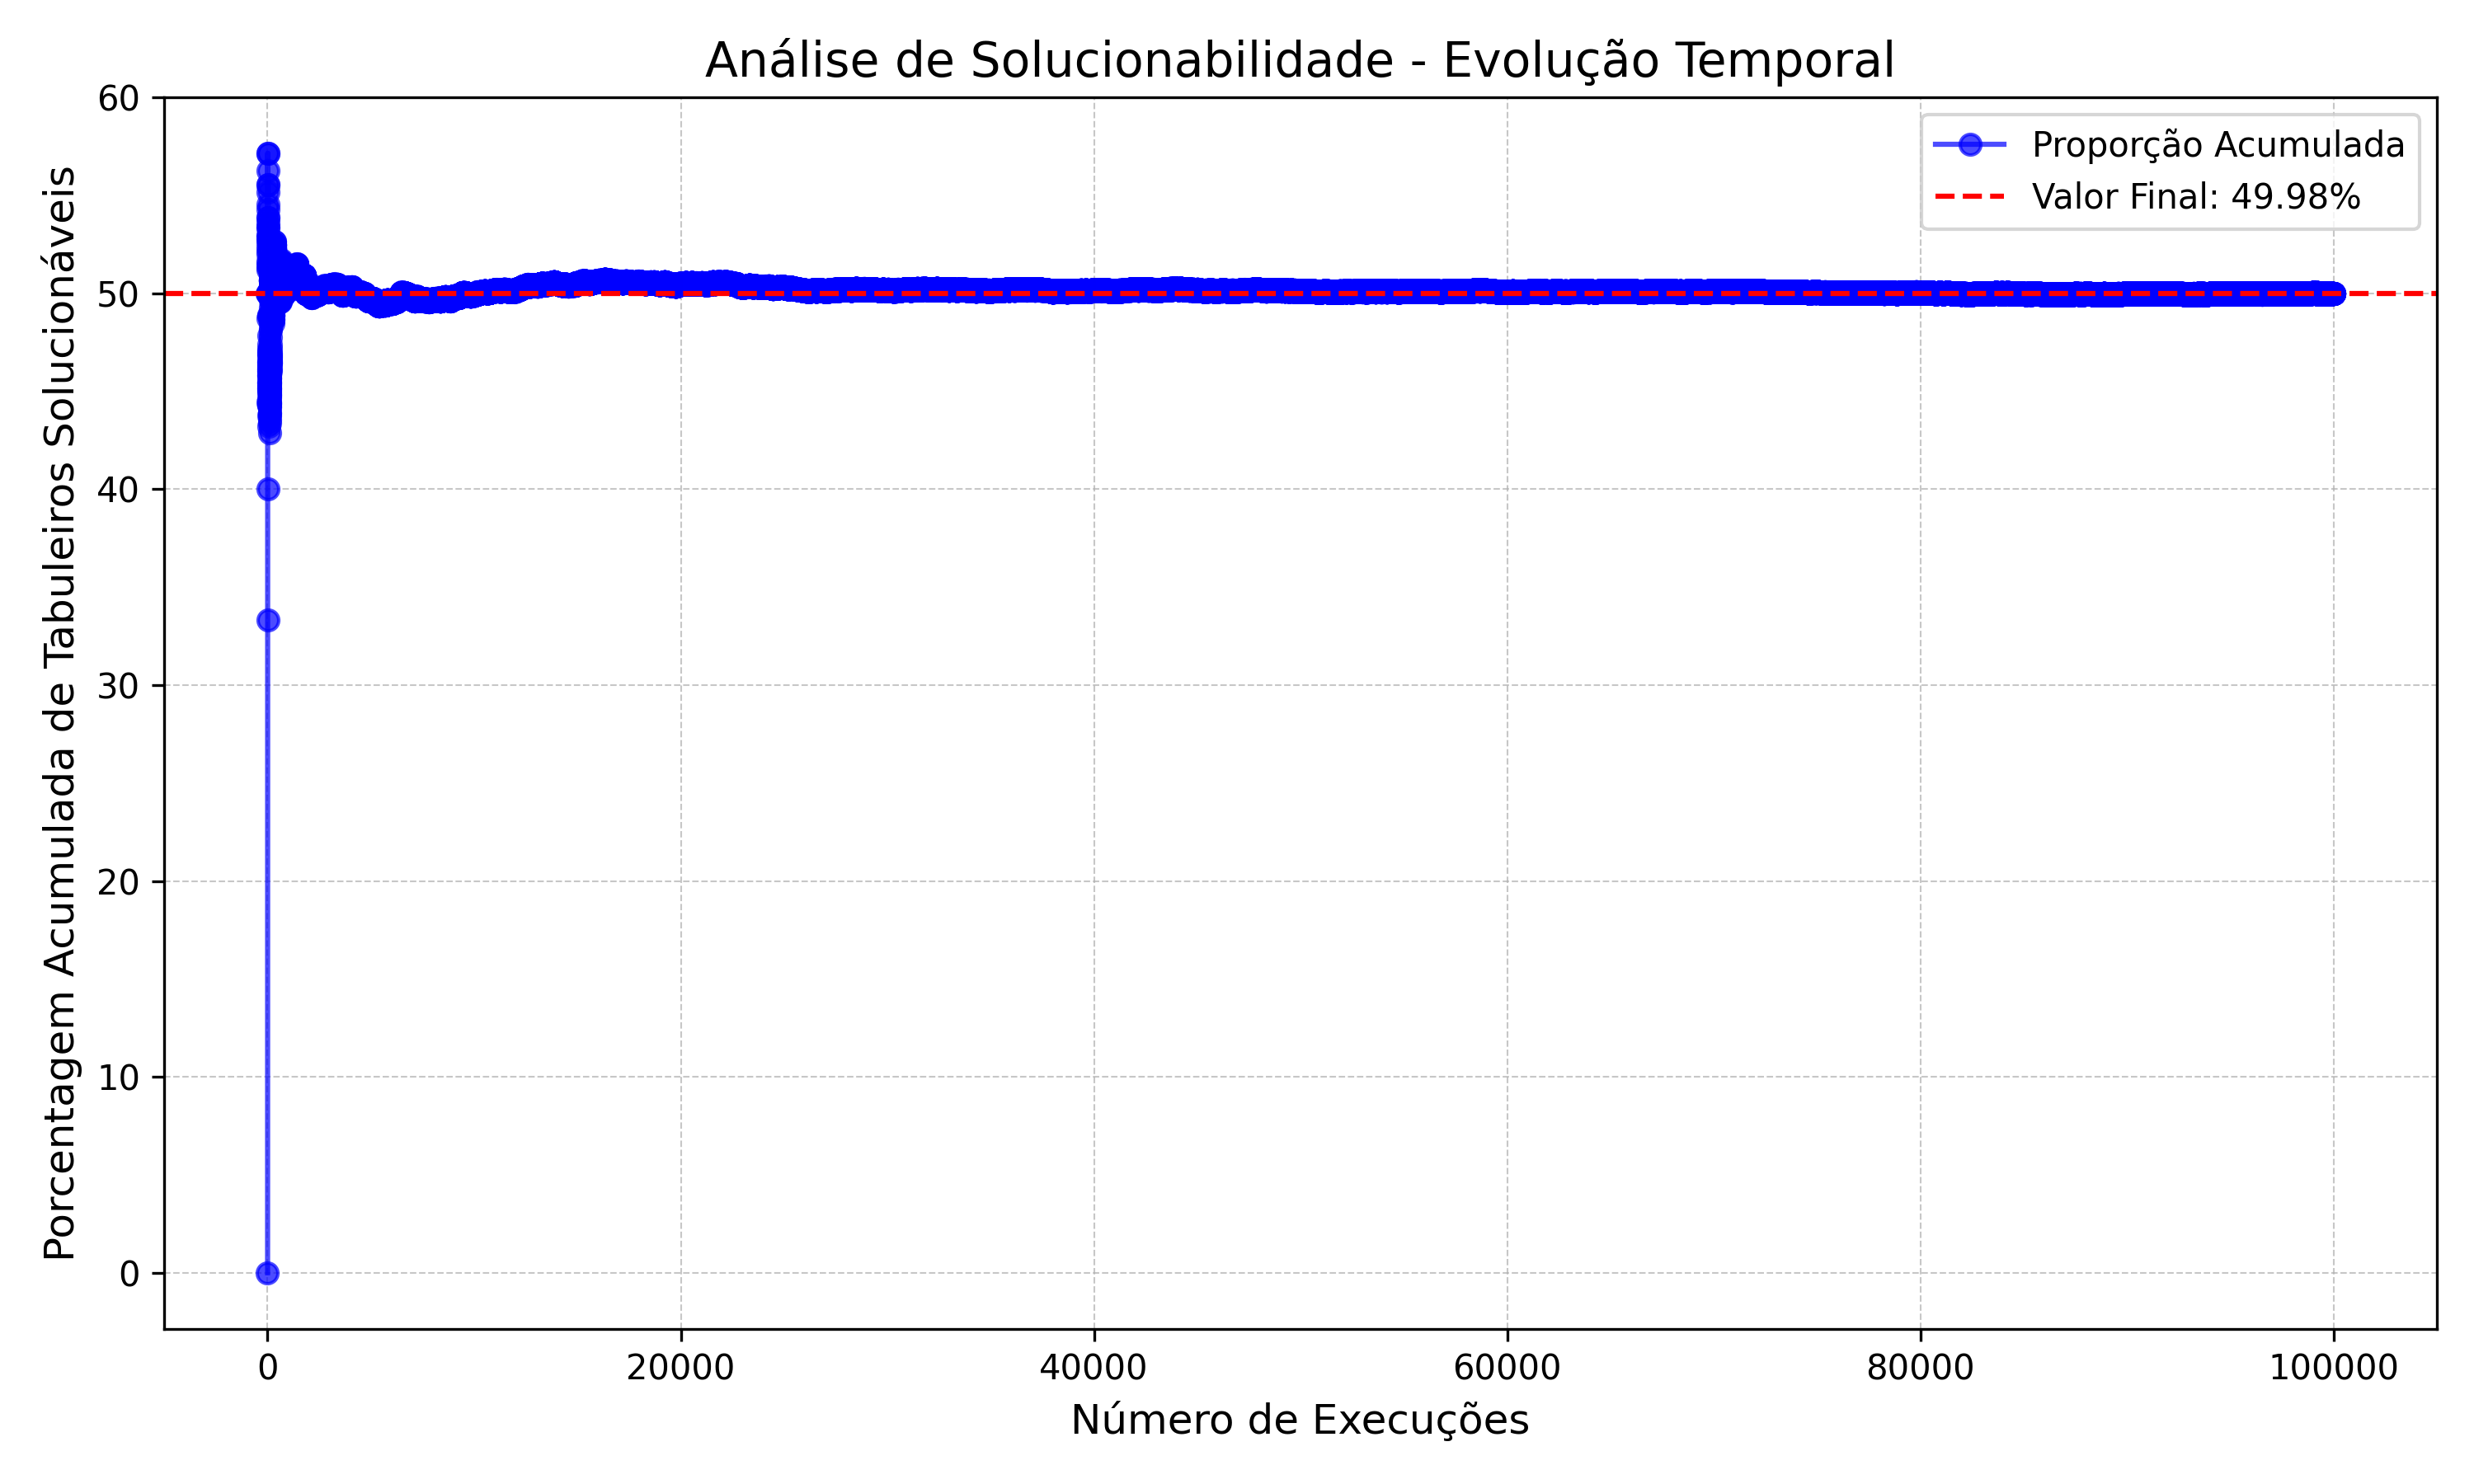 Análise de Solucionabilidade - Evolução Temporal
Porcentagem Acumulada de Tabuleiros Solucionáveis
60
50
40
30
20
10
0
Proporção Acumulada
Valor Final: 49.98%
0
20000
40000
60000
80000
100000
Número de Execuções